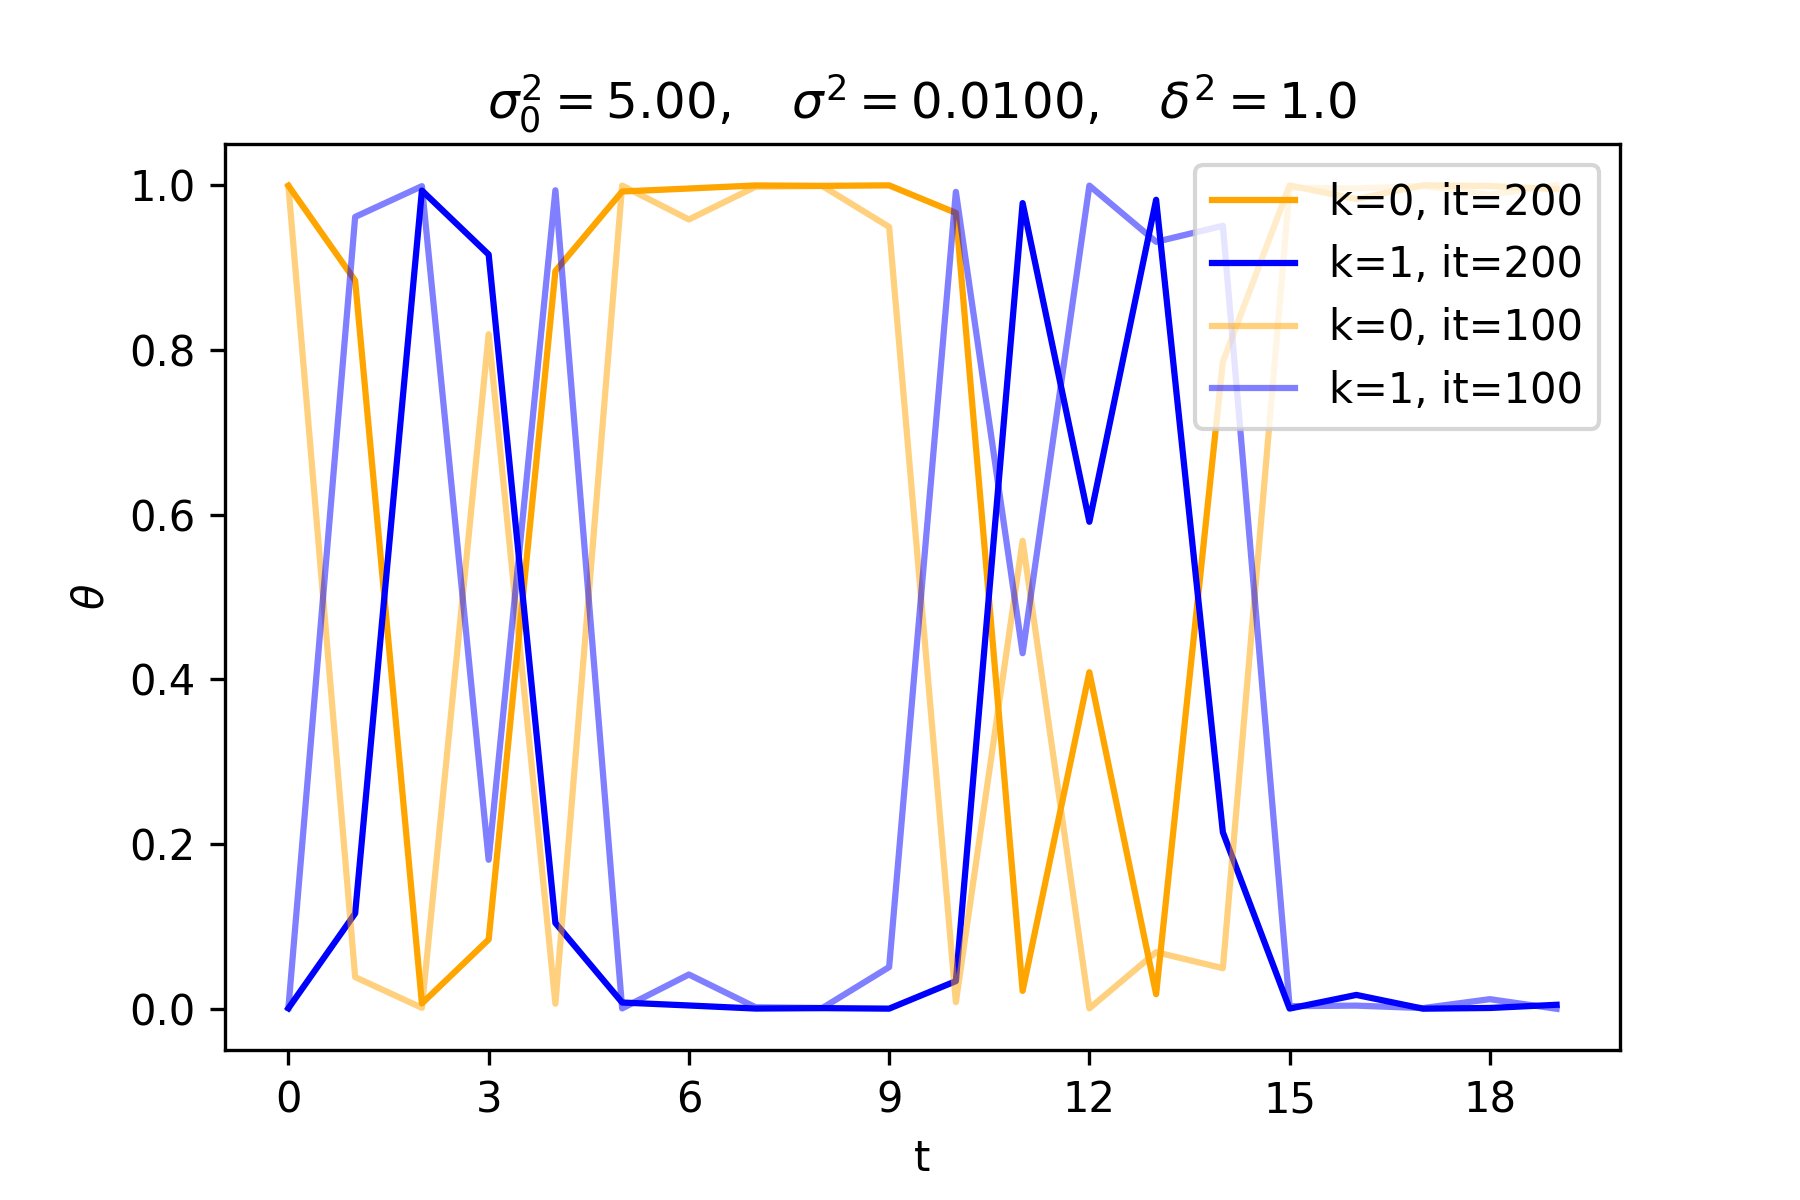 σ₀² = 5.00, σ² = 0.0100, δ² = 1.0
k=0, it=200
k=1, it=200
k=0, it=100
k=1, it=100
1.0
0.8
0.6
0.4
0.2
0.0
θ
0 3 6 9 12 15 18
t